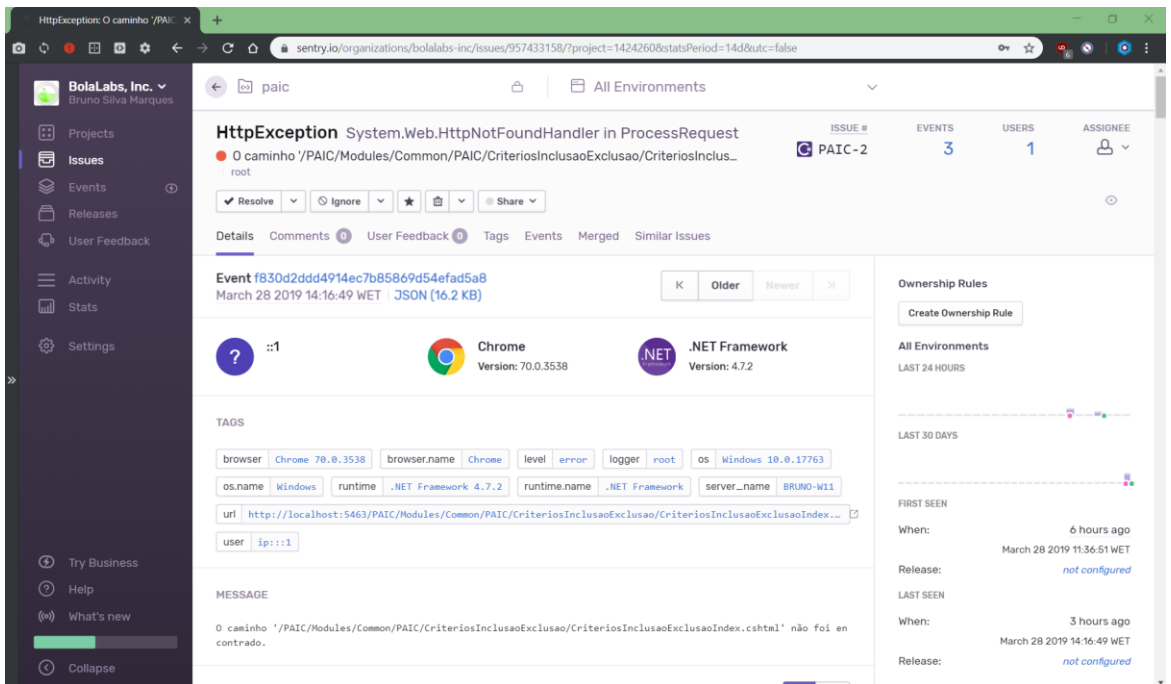 HttpException: O caminho '/PAIC
sentry.io/organizations/bolalabs-inc/issues/957433158/?project=1424260&statsPeriod=14d&utc=false
6
BolaLabs, Inc.
Bruno Silva Marques
Projects
Issues
Events
Releases
User Feedback
Activity
Stats
Settings
Try Business
Help
What's new
Collapse
paic
All Environments
HttpException System.Web.HttpNotFoundHandler in ProcessRequest
O caminho '/PAIC/Modules/Common/PAIC/CriteriosInclusaoExclusao/CriteriosInclus…
root
ISSUE # EVENTS USERS ASSIGNEE
PAIC-2 3 1
Resolve Ignore Share
Details Comments 0 User Feedback 0 Tags Events Merged Similar Issues
Event f830d2ddd4914ec7b85869d54efad5a8
March 28 2019 14:16:49 WET JSON (16.2 KB)
Older Newer
? ::1
Chrome
Version: 70.0.3538
.NET
Framework
.NET Framework
Version: 4.7.2
TAGS
browser Chrome 70.0.3538 browser.name Chrome level error logger root os Windows 10.0.17763
os.name Windows runtime .NET Framework 4.7.2 runtime.name .NET Framework server_name BRUNO-W11
url http://localhost:5463/PAIC/Modules/Common/PAIC/CriteriosInclusaoExclusao/CriteriosInclusaoExclusaoIndex.…
user ip:::1
MESSAGE
O caminho '/PAIC/Modules/Common/PAIC/CriteriosInclusaoExclusao/CriteriosInclusaoExclusaoIndex.cshtml' não foi en
contrado.
Ownership Rules
Create Ownership Rule
All Environments
LAST 24 HOURS
LAST 30 DAYS
FIRST SEEN
When: 6 hours ago
March 28 2019 11:36:51 WET
Release: not configured
LAST SEEN
When: 3 hours ago
March 28 2019 14:16:49 WET
Release: not configured